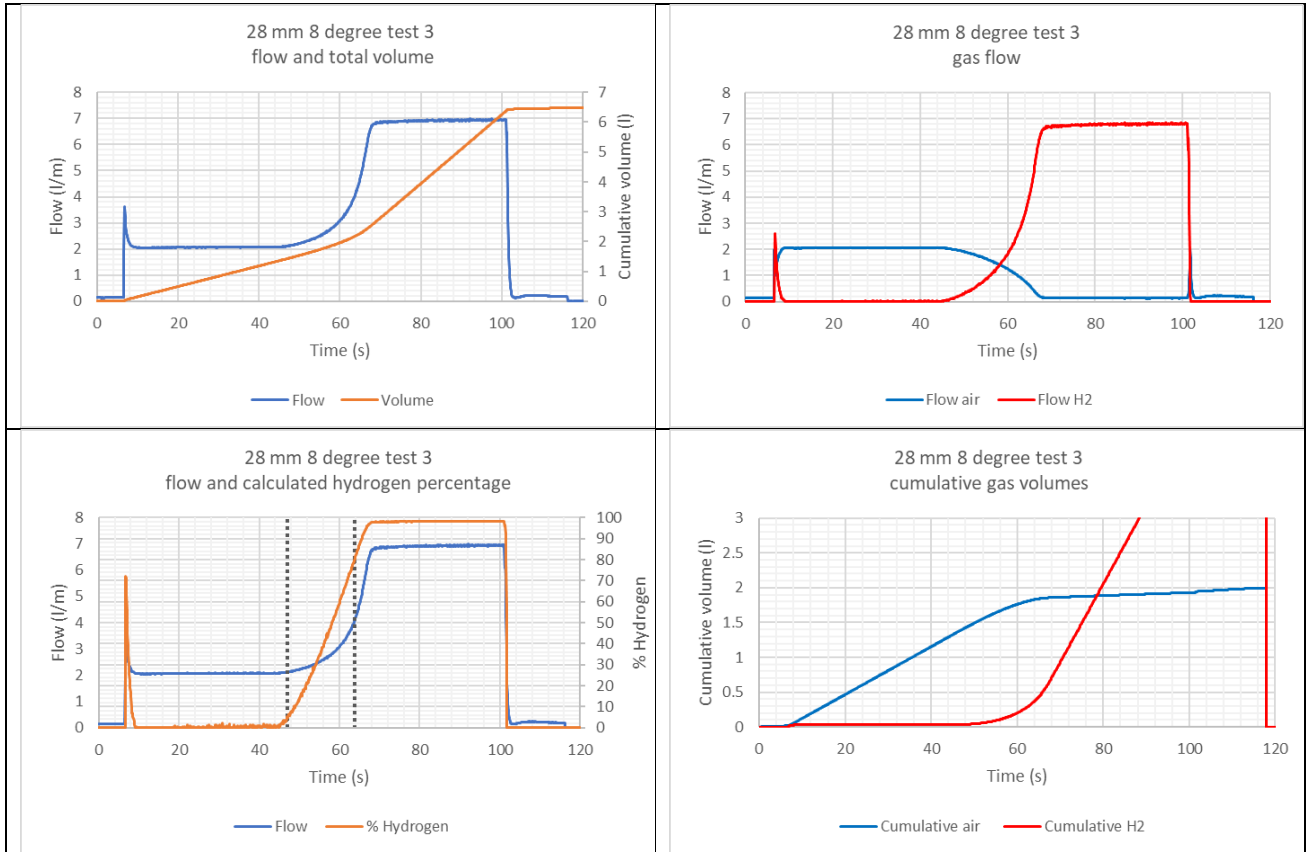 28 mm 8 degree test 3
flow and total volume
8
7
6
5
4
3
2
1
0
Flow (l/m)
7
6
5
4
3
2
1
0
Cumulative volume (l)
0 20 40 60 80 100 120
Time (s)
Flow Volume
28 mm 8 degree test 3
gas flow
8
7
6
5
4
3
2
1
0
Flow (l/m)
0 20 40 60 80 100 120
Time (s)
Flow air Flow H2
28 mm 8 degree test 3
flow and calculated hydrogen percentage
8
7
6
5
4
3
2
1
0
Flow (l/m)
100
90
80
70
60
50
40
30
20
10
0
% Hydrogen
0 20 40 60 80 100 120
Time (s)
Flow % Hydrogen
28 mm 8 degree test 3
cumulative gas volumes
3
2.5
2
1.5
1
0.5
0
Cumulative volume (l)
0 20 40 60 80 100 120
Time (s)
Cumulative air Cumulative H2